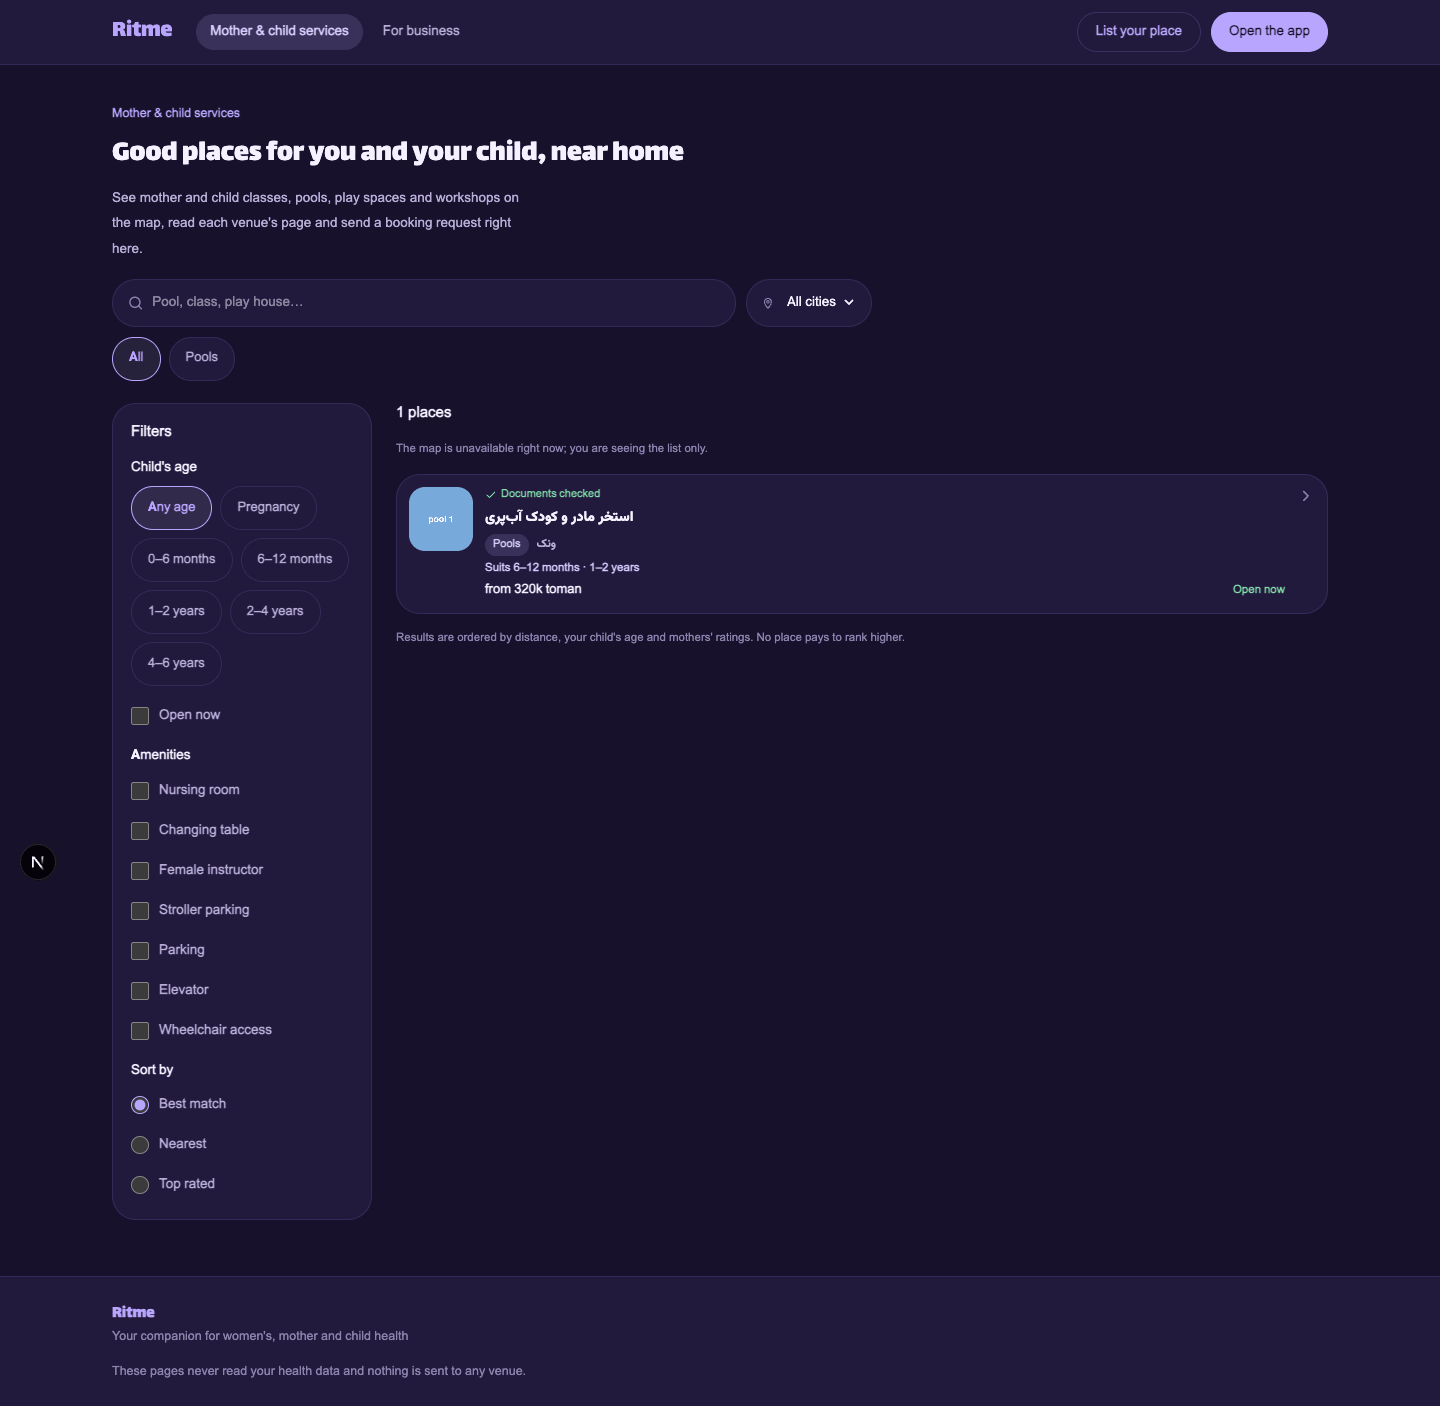 Ritme
Mother & child services
For business
List your place
Open the app
Mother & child services
Good places for you and your child, near home
See mother and child classes, pools, play spaces and workshops on
the map, read each venue's page and send a booking request right
here.
Pool, class, play house…
All cities
All
Pools
Filters
Child's age
Any age
Pregnancy
0–6 months
6–12 months
1–2 years
2–4 years
4–6 years
Open now
Amenities
Nursing room
Changing table
Female instructor
Stroller parking
Parking
Elevator
Wheelchair access
Sort by
Best match
Nearest
Top rated
1 places
The map is unavailable right now; you are seeing the list only.
pool 1
Documents checked
استخر مادر و کودک آب‌پری
Pools
ونک
Suits 6–12 months · 1–2 years
from 320k toman
Open now
Results are ordered by distance, your child's age and mothers' ratings. No place pays to rank higher.
N
Ritme
Your companion for women's, mother and child health
These pages never read your health data and nothing is sent to any venue.